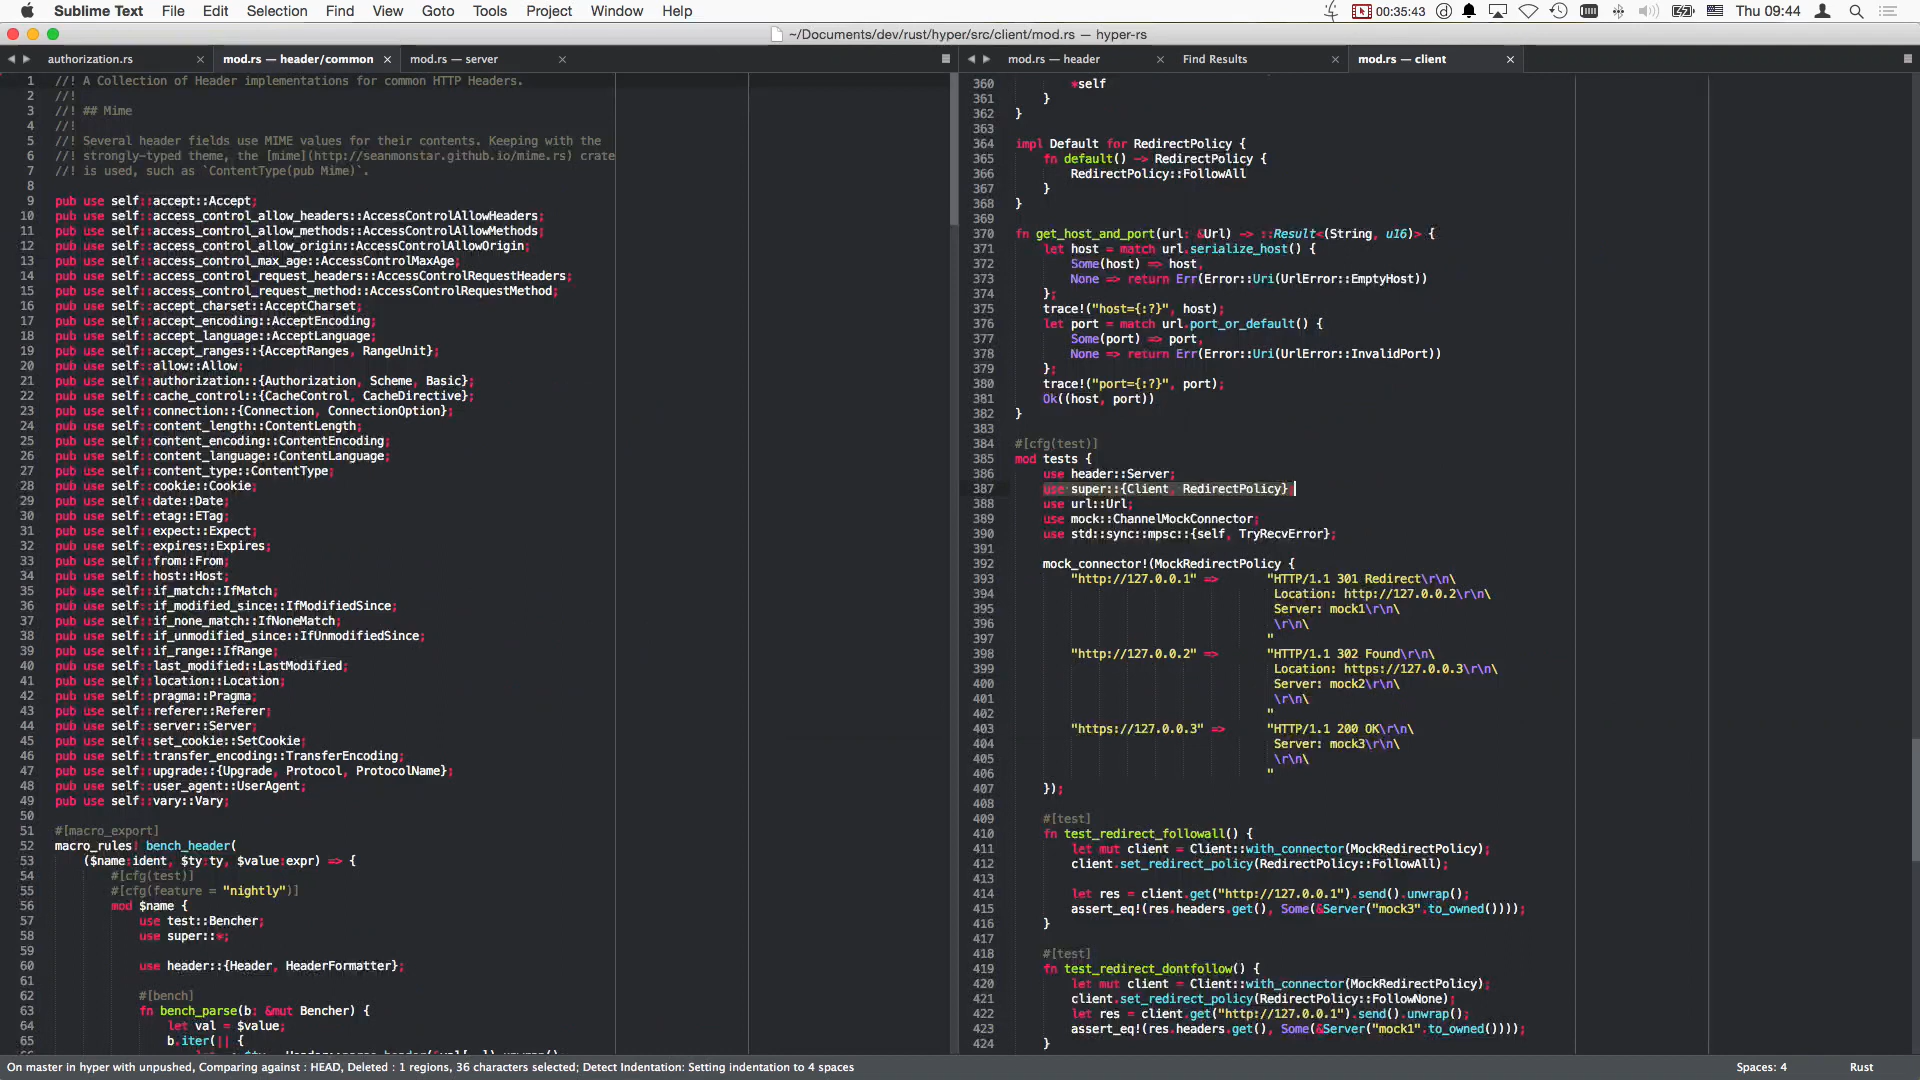 Sublime Text File Edit Selection Find View Goto Tools Project Window Help 00:35:43 Thu 09:44
~/Documents/dev/rust/hyper/src/client/mod.rs — hyper-rs
authorization.rs mod.rs — header/common mod.rs — server
1 //! A Collection of Header implementations for common HTTP Headers.
2 //!
3 //! ## Mime
4 //!
5 //! Several header fields use MIME values for their contents. Keeping with the
6 //! strongly-typed theme, the [mime](http://seanmonstar.github.io/mime.rs) crate
7 //! is used, such as `ContentType(pub Mime)`.
8
9 pub use self::accept::Accept;
10 pub use self::access_control_allow_headers::AccessControlAllowHeaders;
11 pub use self::access_control_allow_methods::AccessControlAllowMethods;
12 pub use self::access_control_allow_origin::AccessControlAllowOrigin;
13 pub use self::access_control_max_age::AccessControlMaxAge;
14 pub use self::access_control_request_headers::AccessControlRequestHeaders;
15 pub use self::access_control_request_method::AccessControlRequestMethod;
16 pub use self::accept_charset::AcceptCharset;
17 pub use self::accept_encoding::AcceptEncoding;
18 pub use self::accept_language::AcceptLanguage;
19 pub use self::accept_ranges::{AcceptRanges, RangeUnit};
20 pub use self::allow::Allow;
21 pub use self::authorization::{Authorization, Scheme, Basic};
22 pub use self::cache_control::{CacheControl, CacheDirective};
23 pub use self::connection::{Connection, ConnectionOption};
24 pub use self::content_length::ContentLength;
25 pub use self::content_encoding::ContentEncoding;
26 pub use self::content_language::ContentLanguage;
27 pub use self::content_type::ContentType;
28 pub use self::cookie::Cookie;
29 pub use self::date::Date;
30 pub use self::etag::ETag;
31 pub use self::expect::Expect;
32 pub use self::expires::Expires;
33 pub use self::from::From;
34 pub use self::host::Host;
35 pub use self::if_match::IfMatch;
36 pub use self::if_modified_since::IfModifiedSince;
37 pub use self::if_none_match::IfNoneMatch;
38 pub use self::if_unmodified_since::IfUnmodifiedSince;
39 pub use self::if_range::IfRange;
40 pub use self::last_modified::LastModified;
41 pub use self::location::Location;
42 pub use self::pragma::Pragma;
43 pub use self::referer::Referer;
44 pub use self::server::Server;
45 pub use self::set_cookie::SetCookie;
46 pub use self::transfer_encoding::TransferEncoding;
47 pub use self::upgrade::{Upgrade, Protocol, ProtocolName};
48 pub use self::user_agent::UserAgent;
49 pub use self::vary::Vary;
50
51 #[macro_export]
52 macro_rules! bench_header(
53 ($name:ident, $ty:ty, $value:expr) => {
54 #[cfg(test)]
55 #[cfg(feature = "nightly")]
56 mod $name {
57 use test::Bencher;
58 use super::*;
59
60 use header::{Header, HeaderFormatter};
61
62 #[bench]
63 fn bench_parse(b: &mut Bencher) {
64 let val = $value;
65 b.iter(|| {
mod.rs — header Find Results mod.rs — client
360 *self
361 }
362 }
363
364 impl Default for RedirectPolicy {
365 fn default() -> RedirectPolicy {
366 RedirectPolicy::FollowAll
367 }
368 }
369
370 fn get_host_and_port(url: &Url) -> ::Result<(String, u16)> {
371 let host = match url.serialize_host() {
372 Some(host) => host,
373 None => return Err(Error::Uri(UrlError::EmptyHost))
374 };
375 trace!("host={:?}", host);
376 let port = match url.port_or_default() {
377 Some(port) => port,
378 None => return Err(Error::Uri(UrlError::InvalidPort))
379 };
380 trace!("port={:?}", port);
381 Ok((host, port))
382 }
383
384 #[cfg(test)]
385 mod tests {
386 use header::Server;
387 use super::{Client, RedirectPolicy};
388 use url::Url;
389 use mock::ChannelMockConnector;
390 use std::sync::mpsc::{self, TryRecvError};
391
392 mock_connector!(MockRedirectPolicy {
393 "http://127.0.0.1" => "HTTP/1.1 301 Redirect\r\n\
394 Location: http://127.0.0.2\r\n\
395 Server: mock1\r\n\
396 \r\n\
397 "
398 "http://127.0.0.2" => "HTTP/1.1 302 Found\r\n\
399 Location: https://127.0.0.3\r\n\
400 Server: mock2\r\n\
401 \r\n\
402 "
403 "https://127.0.0.3" => "HTTP/1.1 200 OK\r\n\
404 Server: mock3\r\n\
405 \r\n\
406 "
407 });
408
409 #[test]
410 fn test_redirect_followall() {
411 let mut client = Client::with_connector(MockRedirectPolicy);
412 client.set_redirect_policy(RedirectPolicy::FollowAll);
413
414 let res = client.get("http://127.0.0.1").send().unwrap();
415 assert_eq!(res.headers.get(), Some(&Server("mock3".to_owned())));
416 }
417
418 #[test]
419 fn test_redirect_dontfollow() {
420 let mut client = Client::with_connector(MockRedirectPolicy);
421 client.set_redirect_policy(RedirectPolicy::FollowNone);
422 let res = client.get("http://127.0.0.1").send().unwrap();
423 assert_eq!(res.headers.get(), Some(&Server("mock1".to_owned())));
424 }
On master in hyper with unpushed, Comparing against : HEAD, Deleted : 1 regions, 36 characters selected; Detect Indentation: Setting indentation to 4 spaces Spaces: 4 Rust